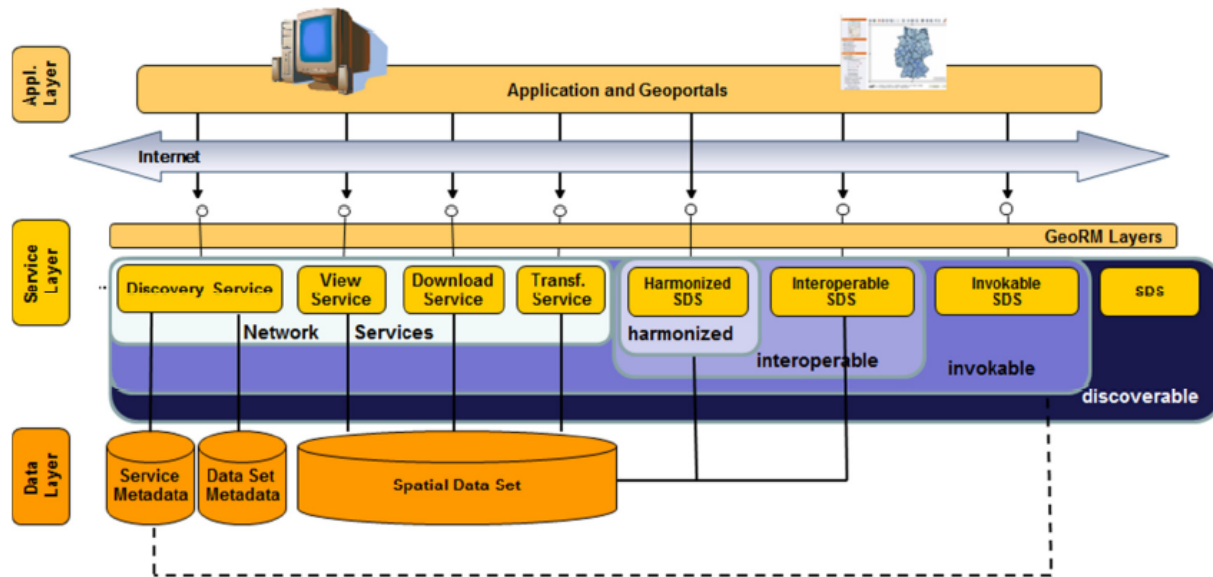 Appl.
Layer
Application and Geoportals
Internet
Service
Layer
GeoRM Layers
Discovery Service
View
Service
Download
Service
Transf.
Service
Harmonized
SDS
Interoperable
SDS
Invokable
SDS
SDS
Network Services
harmonized
interoperable
invokable
discoverable
Data
Layer
Service
Metadata
Data Set
Metadata
Spatial Data Set